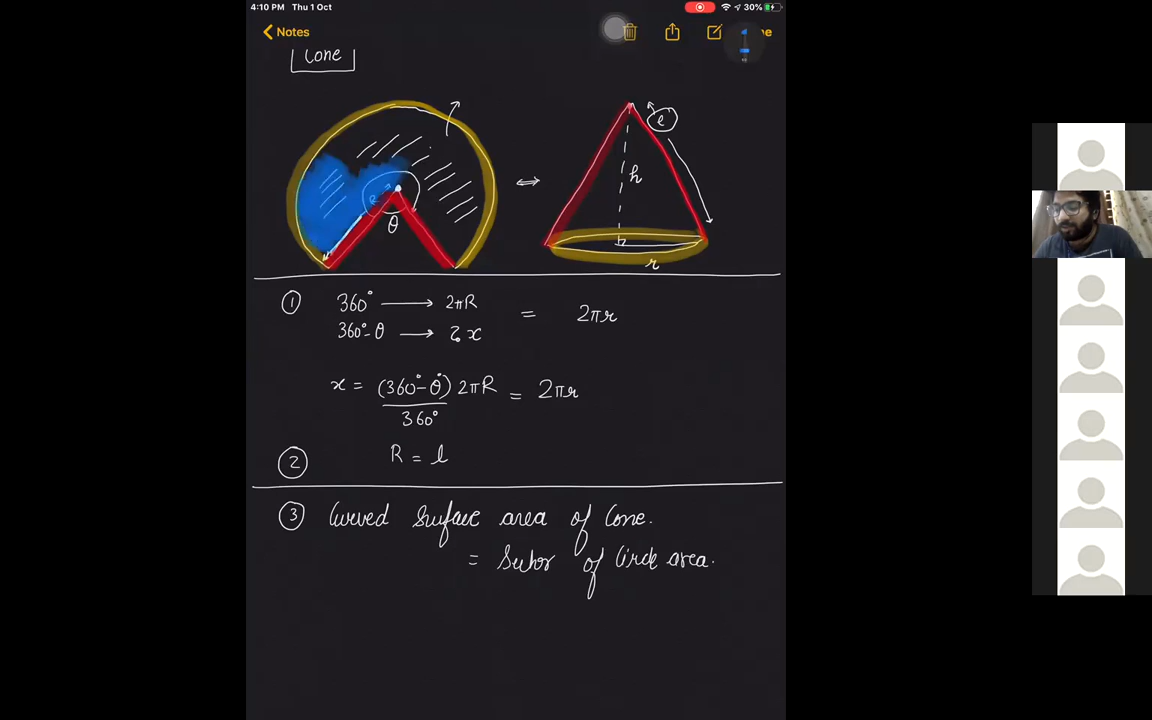 4:10 PM Thu 1 Oct
30%
Notes
Cone
R
θ
l
h
r
① 360° → 2πR = 2πr
360°-θ → ? x
x = (360°-θ°) 2πR = 2πr
360°
② R = l
③ Curved Surface area of Cone.
= Sector of Circle area.